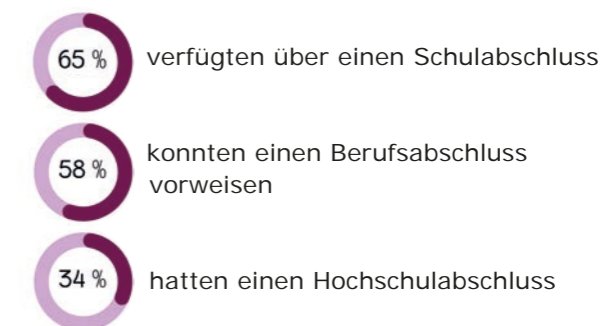 65 % verfügten über einen Schulabschluss
58 % konnten einen Berufsabschluss
vorweisen
34 % hatten einen Hochschulabschluss